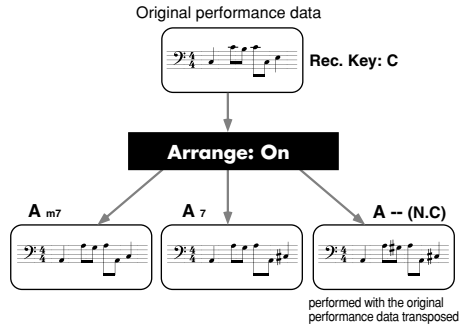 Original performance data
Rec. Key: C
Arrange: On
A m7
A 7
A -- (N.C)
performed with the original
performance data transposed